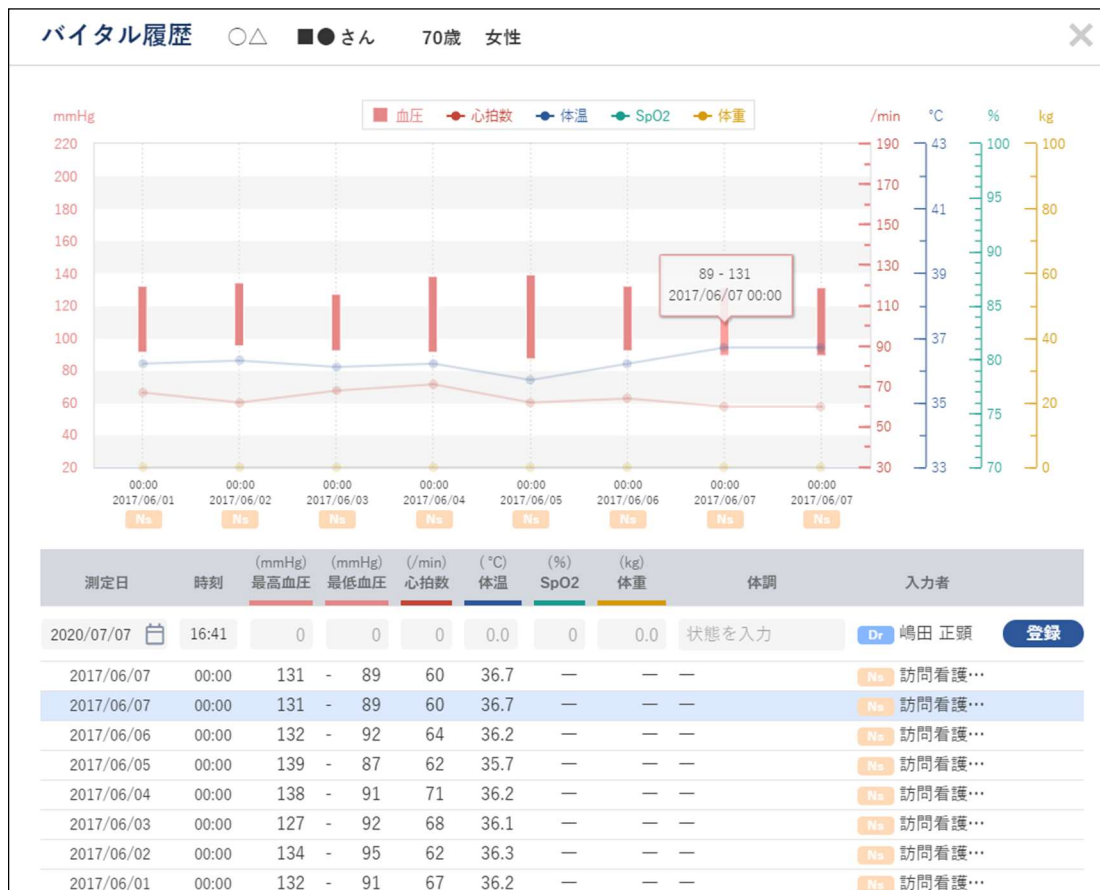 バイタル履歴 ○△ ■●さん 70歳 女性
mmHg 血圧 心拍数 体温 SpO2 体重 /min °C % kg
220 190 43 100 100
200 170 95
180 41 80
160 150 90
140 130 39 60
120 110 85
100 90 37 80 40
80 70
60 35 75 20
40 50
20 30 33 70 0
89 - 131
2017/06/07 00:00
00:00 00:00 00:00 00:00 00:00 00:00 00:00 00:00
2017/06/01 2017/06/02 2017/06/03 2017/06/04 2017/06/05 2017/06/06 2017/06/07 2017/06/07
Ns Ns Ns Ns Ns Ns Ns Ns
(mmHg) (mmHg) (/min) (°C) (%) (kg)
測定日 時刻 最高血圧 最低血圧 心拍数 体温 SpO2 体重 体調 入力者
2020/07/07 16:41 0 0 0 0.0 0 0.0 状態を入力 Dr 嶋田 正顕 登録
2017/06/07 00:00 131 - 89 60 36.7 — — — Ns 訪問看護…
2017/06/07 00:00 131 - 89 60 36.7 — — — Ns 訪問看護…
2017/06/06 00:00 132 - 92 64 36.2 — — — Ns 訪問看護…
2017/06/05 00:00 139 - 87 62 35.7 — — — Ns 訪問看護…
2017/06/04 00:00 138 - 91 71 36.2 — — — Ns 訪問看護…
2017/06/03 00:00 127 - 92 68 36.1 — — — Ns 訪問看護…
2017/06/02 00:00 134 - 95 62 36.3 — — — Ns 訪問看護…
2017/06/01 00:00 132 - 91 67 36.2 — — — Ns 訪問看護…